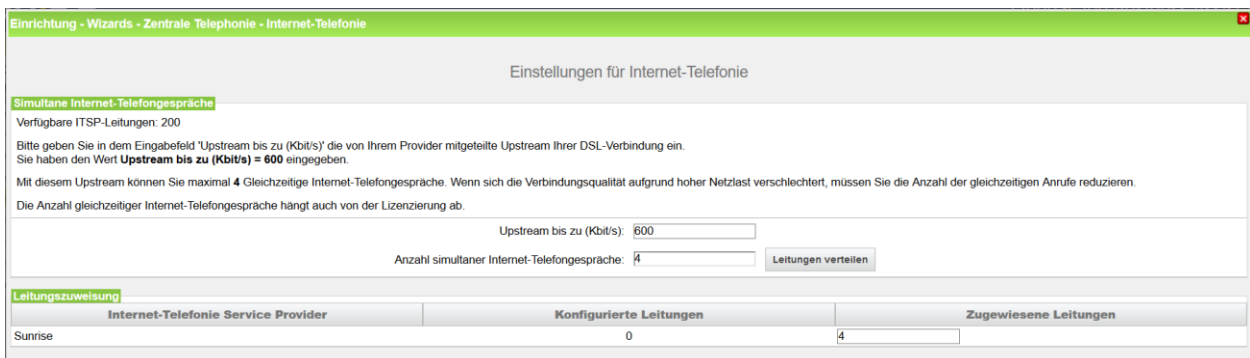 Einrichtung - Wizards - Zentrale Telephonie - Internet-Telefonie
Einstellungen für Internet-Telefonie
Simultane Internet-Telefongespräche
Verfügbare ITSP-Leitungen: 200
Bitte geben Sie in dem Eingabefeld 'Upstream bis zu (Kbit/s)' die von Ihrem Provider mitgeteilte Upstream Ihrer DSL-Verbindung ein.
Sie haben den Wert Upstream bis zu (Kbit/s) = 600 eingegeben.
Mit diesem Upstream können Sie maximal 4 Gleichzeitige Internet-Telefongespräche. Wenn sich die Verbindungsqualität aufgrund hoher Netzlast verschlechtert, müssen Sie die Anzahl der gleichzeitigen Anrufe reduzieren.
Die Anzahl gleichzeitiger Internet-Telefongespräche hängt auch von der Lizenzierung ab.
Upstream bis zu (Kbit/s): 600
Anzahl simultaner Internet-Telefongespräche: 4 Leitungen verteilen
Leitungszuweisung
Internet-Telefonie Service Provider Konfigurierte Leitungen Zugewiesene Leitungen
Sunrise 0 4